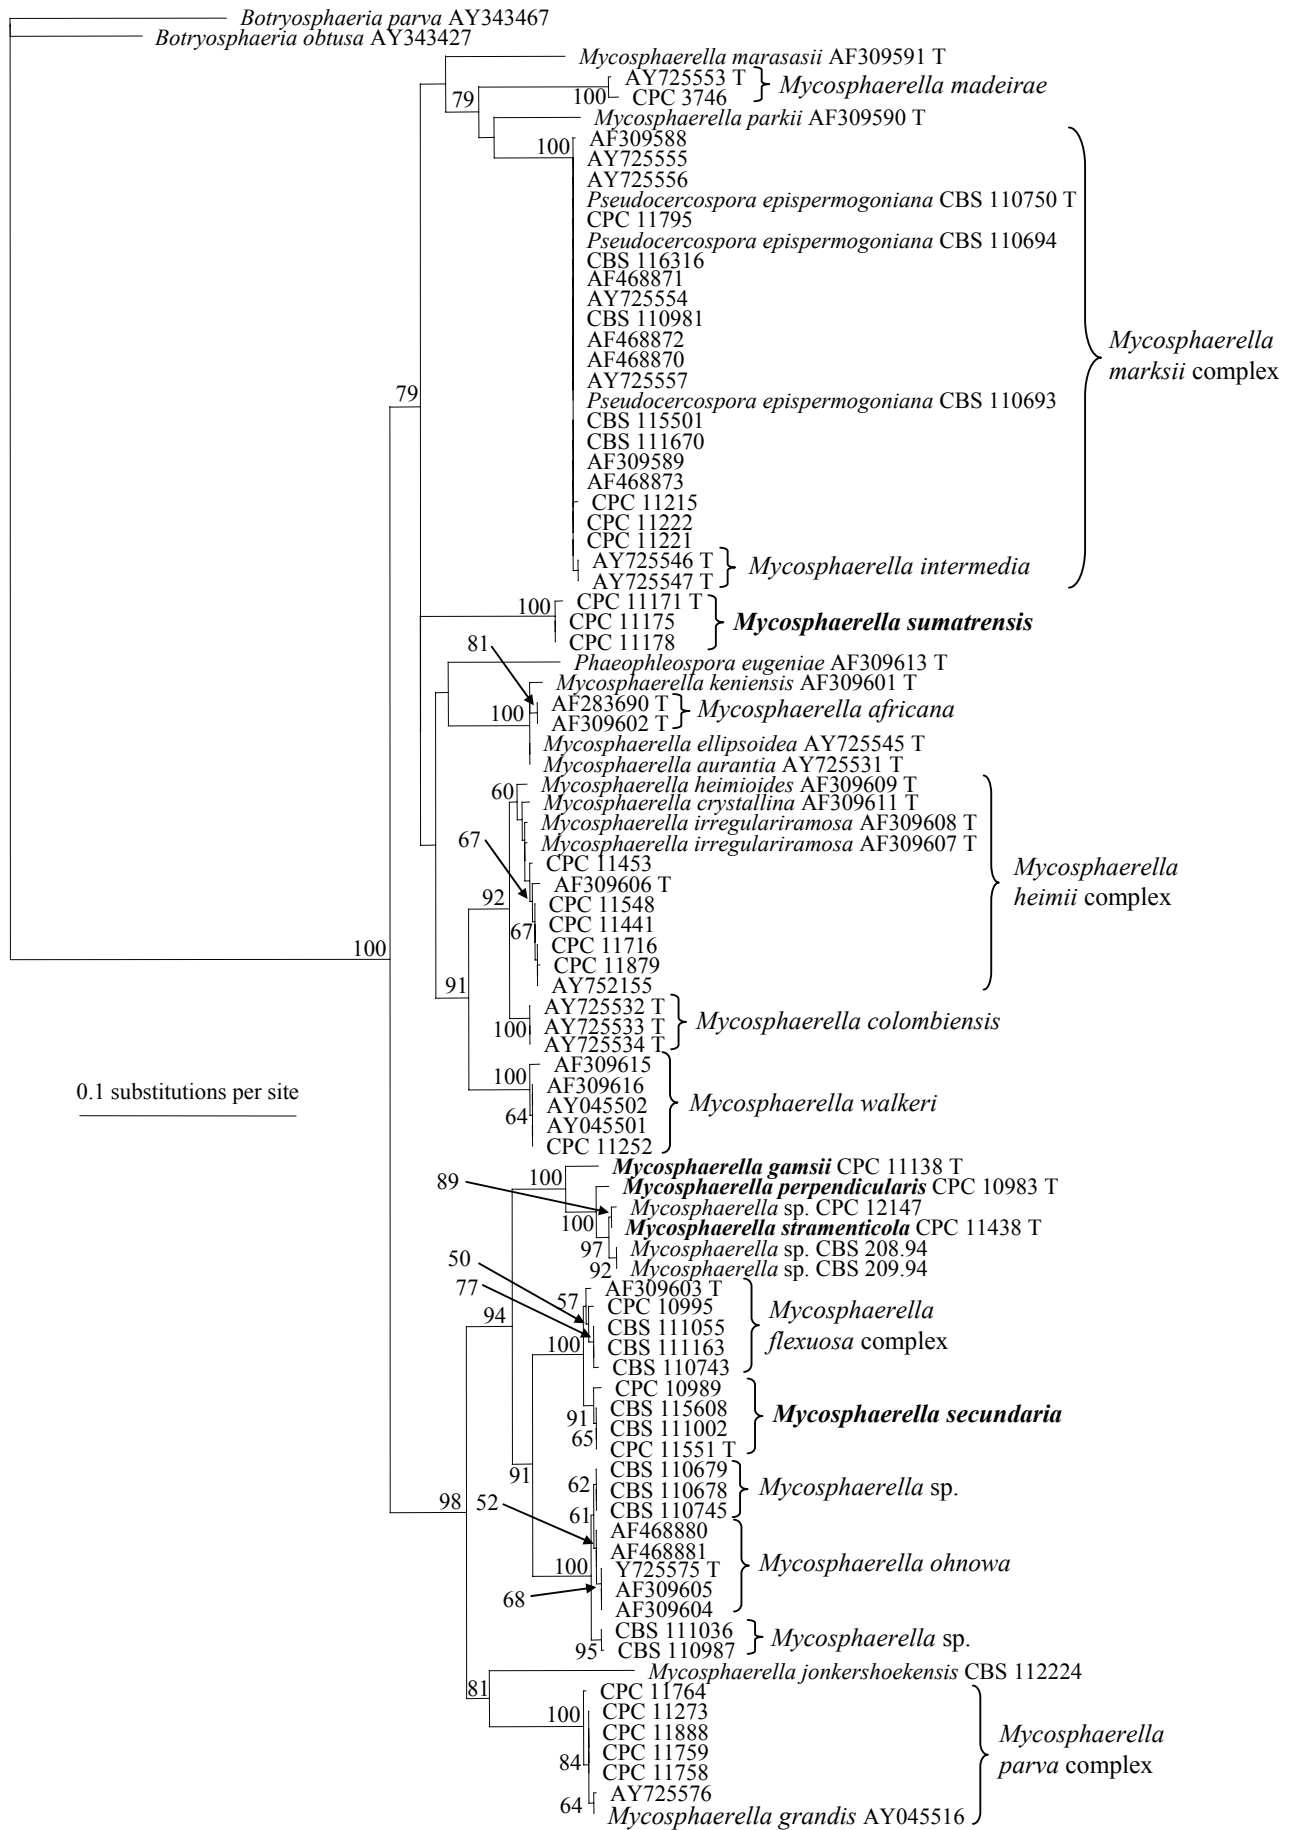 Botryosphaeria parva AY343467
Botryosphaeria obtusa AY343427
Mycosphaerella marasasii AF309591 T
AY725553 T
Mycosphaerella madeirae
79
100
CPC 3746
Mycosphaerella parkii AF309590 T
100
AF309588
AY725555
AY725556
Pseudocercospora epispermogoniana CBS 110750 T
CPC 11795
Pseudocercospora epispermogoniana CBS 110694
CBS 116316
AF468871
AY725554
CBS 110981
AF468872
AF468870
AY725557
Mycosphaerella
marksii complex
79
Pseudocercospora epispermogoniana CBS 110693
CBS 115501
CBS 111670
AF309589
AF468873
CPC 11215
CPC 11222
CPC 11221
AY725546 T
AY725547 T
Mycosphaerella intermedia
100
CPC 11171 T
CPC 11175
CPC 11178
Mycosphaerella sumatrensis
81
Phaeophleospora eugeniae AF309613 T
Mycosphaerella keniensis AF309601 T
AF283690 T
AF309602 T
Mycosphaerella africana
100
Mycosphaerella ellipsoidea AY725545 T
Mycosphaerella aurantia AY725531 T
60
Mycosphaerella heimioides AF309609 T
Mycosphaerella crystallina AF309611 T
Mycosphaerella irregulariramosa AF309608 T
Mycosphaerella irregulariramosa AF309607 T
67
CPC 11453
AF309606 T
CPC 11548
CPC 11441
CPC 11716
CPC 11879
AY752155
Mycosphaerella
heimii complex
92
67
100
91
AY725532 T
AY725533 T
AY725534 T
Mycosphaerella colombiensis
100
100
AF309615
AF309616
AY045502
AY045501
CPC 11252
Mycosphaerella walkeri
64
0.1 substitutions per site
100
Mycosphaerella gamsii CPC 11138 T
89
Mycosphaerella perpendicularis CPC 10983 T
Mycosphaerella sp. CPC 12147
100
Mycosphaerella stramenticola CPC 11438 T
97
Mycosphaerella sp. CBS 208.94
92
Mycosphaerella sp. CBS 209.94
50
77
57
AF309603 T
CPC 10995
CBS 111055
CBS 111163
CBS 110743
Mycosphaerella
flexuosa complex
94
100
CPC 10989
CBS 115608
CBS 111002
CPC 11551 T
Mycosphaerella secundaria
91
65
91
CBS 110679
CBS 110678
CBS 110745
Mycosphaerella sp.
62
98
52
61
AF468880
AF468881
Y725575 T
AF309605
AF309604
Mycosphaerella ohnowa
100
68
CBS 111036
CBS 110987
Mycosphaerella sp.
95
Mycosphaerella jonkershoekensis CBS 112224
81
CPC 11764
CPC 11273
CPC 11888
CPC 11759
CPC 11758
AY725576
Mycosphaerella grandis AY045516
Mycosphaerella
parva complex
100
84
64